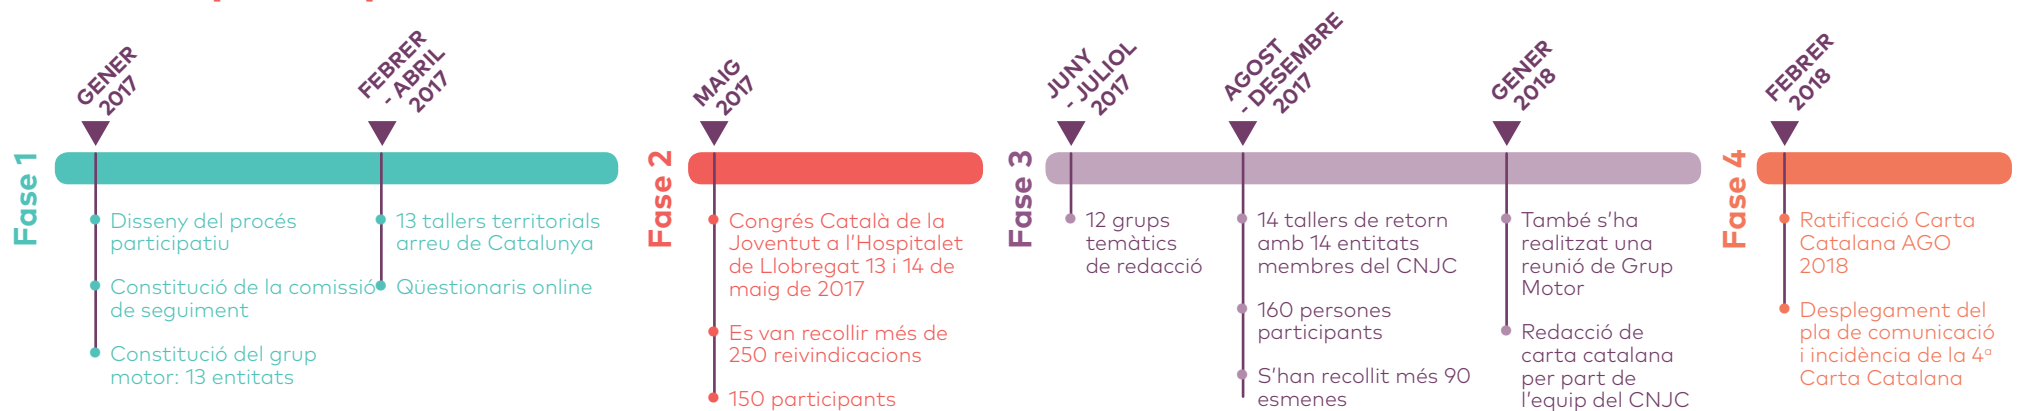 Fase 1
GENER
2017
Disseny del procés
participatiu
Constitució de la comissió
de seguiment
Constitució del grup
motor: 13 entitats
FEBRER
- ABRIL
2017
13 tallers territorials
arreu de Catalunya
Qüestionaris online
Fase 2
MAIG
2017
Congrés Català de la
Joventut a l’Hospitalet
de Llobregat 13 i 14 de
maig de 2017
Es van recollir més de
250 reivindicacions
150 participants
Fase 3
JUNY
- JULIOL
2017
12 grups
temàtics
de redacció
AGOST
- DESEMBRE
2017
14 tallers de retorn
amb 14 entitats
membres del CNJC
160 persones
participants
S’han recollit més 90
esmenes
GENER
2018
També s’ha
realitzat una
reunió de Grup
Motor
Redacció de
carta catalana
per part de
l’equip del CNJC
Fase 4
FEBRER
2018
Ratificació Carta
Catalana AGO
2018
Desplegament del
pla de comunicació
i incidència de la 4ª
Carta Catalana